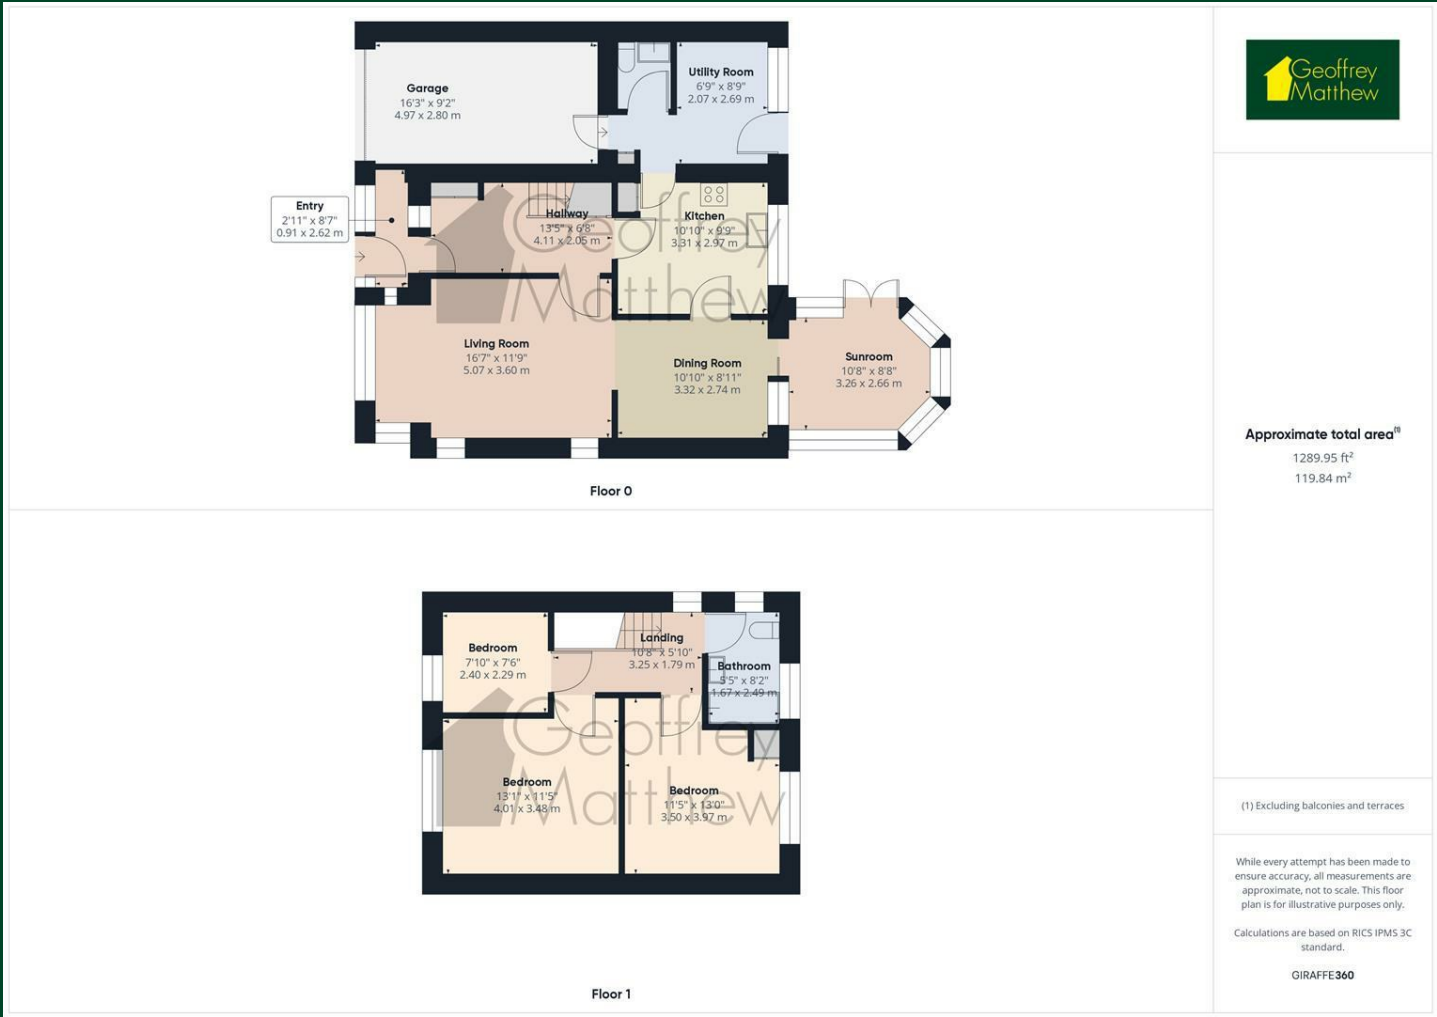 Garage
16'3" x 9'2"
4.97 x 2.80 m
Utility Room
6'9" x 8'9"
2.07 x 2.69 m
Entry
2'11" x 8'7"
0.91 x 2.62 m
Hallway
13'5" x 6'8"
4.11 x 2.05 m
Kitchen
10'10" x 9'9"
3.31 x 2.97 m
Geoffrey
Matthew
Living Room
16'7" x 11'9"
5.07 x 3.60 m
Dining Room
10'10" x 8'11"
3.32 x 2.74 m
Sunroom
10'8" x 8'8"
3.26 x 2.66 m
Floor 0
Bedroom
7'10" x 7'6"
2.40 x 2.29 m
Landing
10'8" x 5'10"
3.25 x 1.79 m
Bathroom
5'5" x 8'2"
1.67 x 2.49 m
Geoffrey
Matthew
Bedroom
13'1" x 11'5"
4.01 x 3.48 m
Bedroom
11'5" x 13'0"
3.50 x 3.97 m
Floor 1
Geoffrey
Matthew
Approximate total area(1)
1289.95 ft²
119.84 m²
(1) Excluding balconies and terraces
While every attempt has been made to
ensure accuracy, all measurements are
approximate, not to scale. This floor
plan is for illustrative purposes only.
Calculations are based on RICS IPMS 3C
standard.
GIRAFFE360